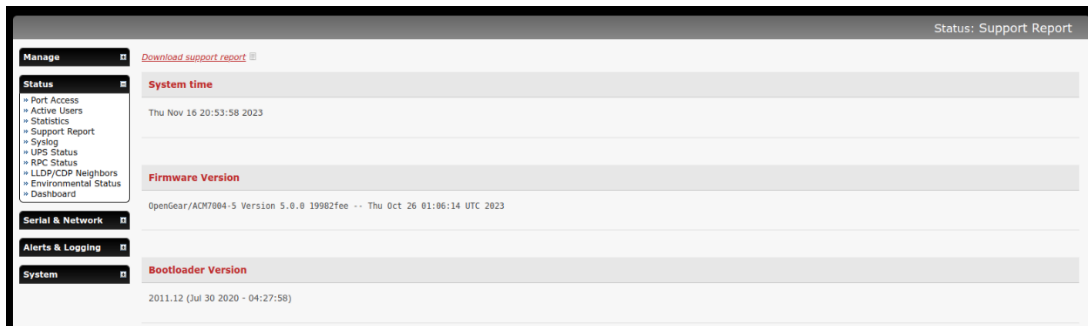 Status: Support Report
Manage
Download support report
Status
» Port Access
» Active Users
» Statistics
» Support Report
» Syslog
» UPS Status
» RPC Status
» LLDP/CDP Neighbors
» Environmental Status
» Dashboard
Serial & Network
Alerts & Logging
System
System time
Thu Nov 16 20:53:58 2023
Firmware Version
OpenGear/ACM7004-5 Version 5.0.0 19982fee -- Thu Oct 26 01:06:14 UTC 2023
Bootloader Version
2011.12 (Jul 30 2020 - 04:27:58)